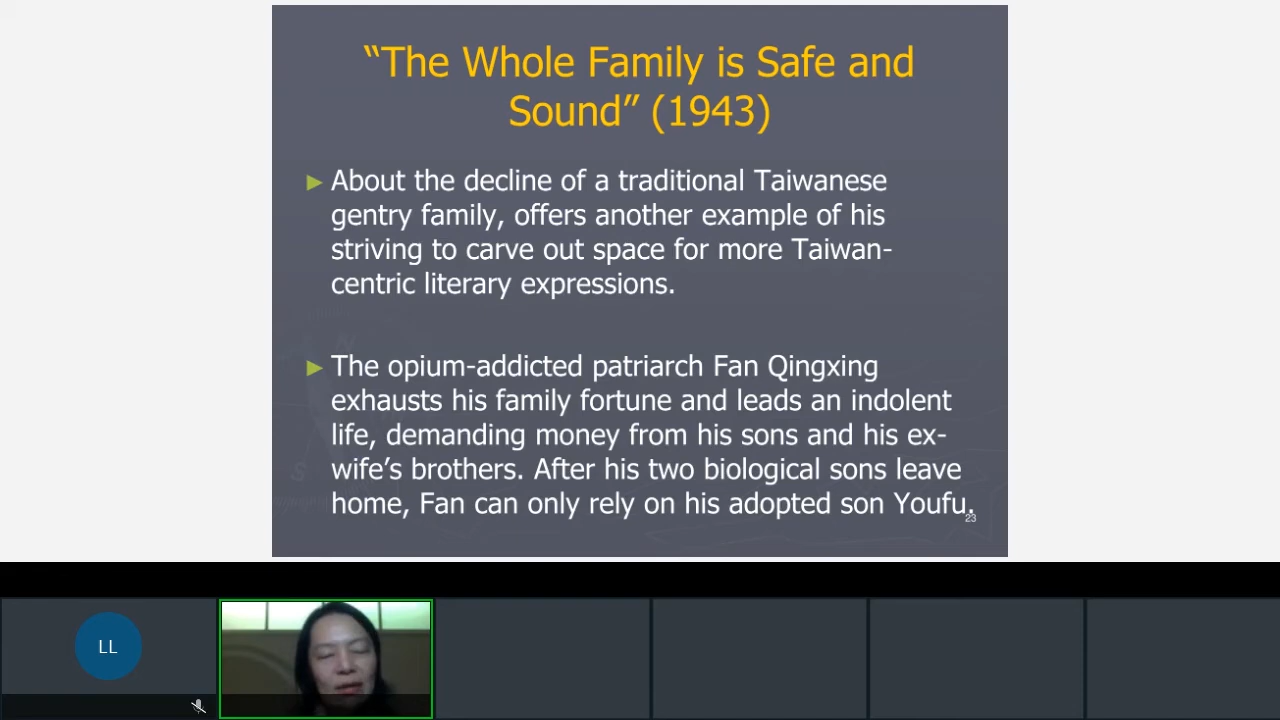 “The Whole Family is Safe and
Sound” (1943)
About the decline of a traditional Taiwanese
gentry family, offers another example of his
striving to carve out space for more Taiwan-
centric literary expressions.
The opium-addicted patriarch Fan Qingxing
exhausts his family fortune and leads an indolent
life, demanding money from his sons and his ex-
wife’s brothers. After his two biological sons leave
home, Fan can only rely on his adopted son Youfu.
23
LL